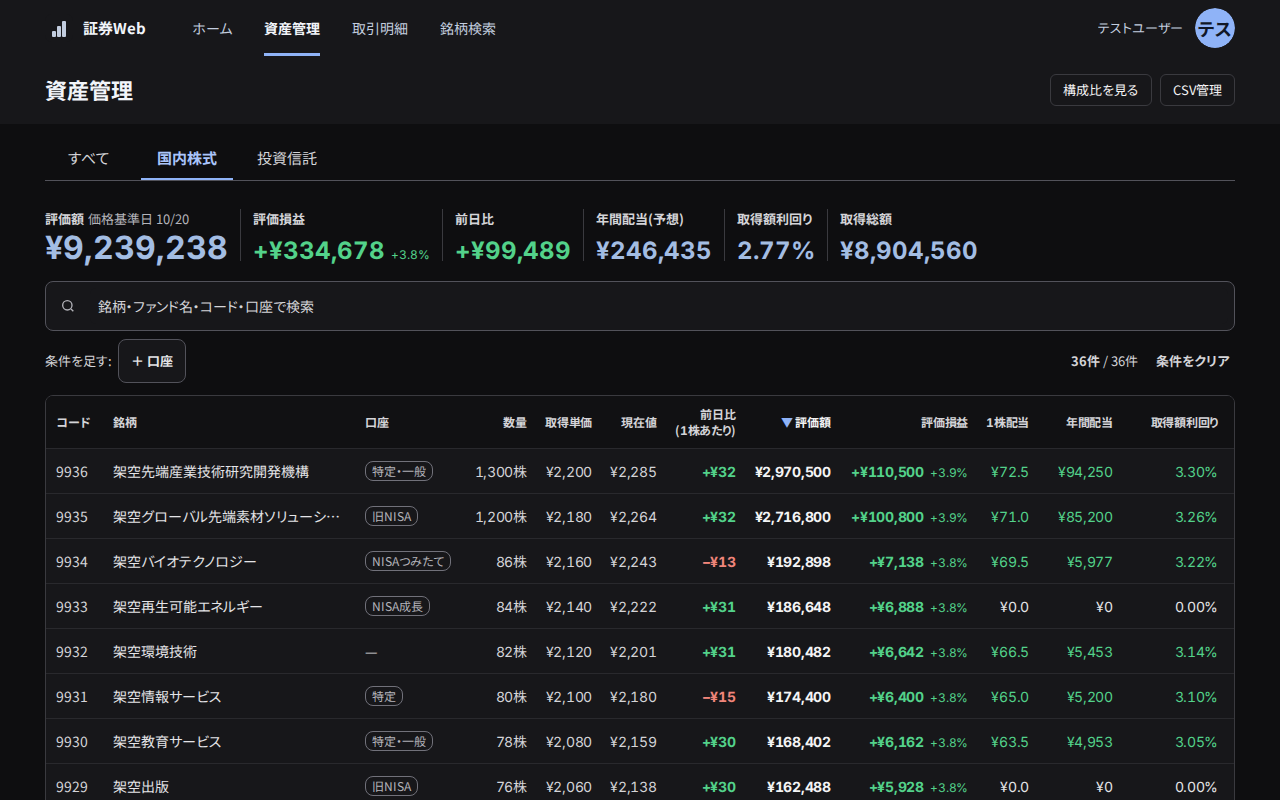 証券Web ホーム 資産管理 取引明細 銘柄検索 テストユーザー テス
資産管理 構成比を見る CSV管理
すべて 国内株式 投資信託
評価額 価格基準日 10/20 評価損益 前日比 年間配当(予想) 取得額利回り 取得総額
¥9,239,238 +¥334,678 +3.8% +¥99,489 ¥246,435 2.77% ¥8,904,560
銘柄・ファンド名・コード・口座で検索
条件を足す: + 口座 36件 / 36件 条件をクリア
コード 銘柄 口座 数量 取得単価 現在値 前日比 (1株あたり) ▼評価額 評価損益 1株配当 年間配当 取得額利回り
9936 架空先端産業技術研究開発機構 特定・一般 1,300株 ¥2,200 ¥2,285 +¥32 ¥2,970,500 +¥110,500 +3.9% ¥72.5 ¥94,250 3.30%
9935 架空グローバル先端素材ソリューシ… 旧NISA 1,200株 ¥2,180 ¥2,264 +¥32 ¥2,716,800 +¥100,800 +3.9% ¥71.0 ¥85,200 3.26%
9934 架空バイオテクノロジー NISAつみたて 86株 ¥2,160 ¥2,243 −¥13 ¥192,898 +¥7,138 +3.8% ¥69.5 ¥5,977 3.22%
9933 架空再生可能エネルギー NISA成長 84株 ¥2,140 ¥2,222 +¥31 ¥186,648 +¥6,888 +3.8% ¥0.0 ¥0 0.00%
9932 架空環境技術 — 82株 ¥2,120 ¥2,201 +¥31 ¥180,482 +¥6,642 +3.8% ¥66.5 ¥5,453 3.14%
9931 架空情報サービス 特定 80株 ¥2,100 ¥2,180 −¥15 ¥174,400 +¥6,400 +3.8% ¥65.0 ¥5,200 3.10%
9930 架空教育サービス 特定・一般 78株 ¥2,080 ¥2,159 +¥30 ¥168,402 +¥6,162 +3.8% ¥63.5 ¥4,953 3.05%
9929 架空出版 旧NISA 76株 ¥2,060 ¥2,138 +¥30 ¥162,488 +¥5,928 +3.8% ¥0.0 ¥0 0.00%